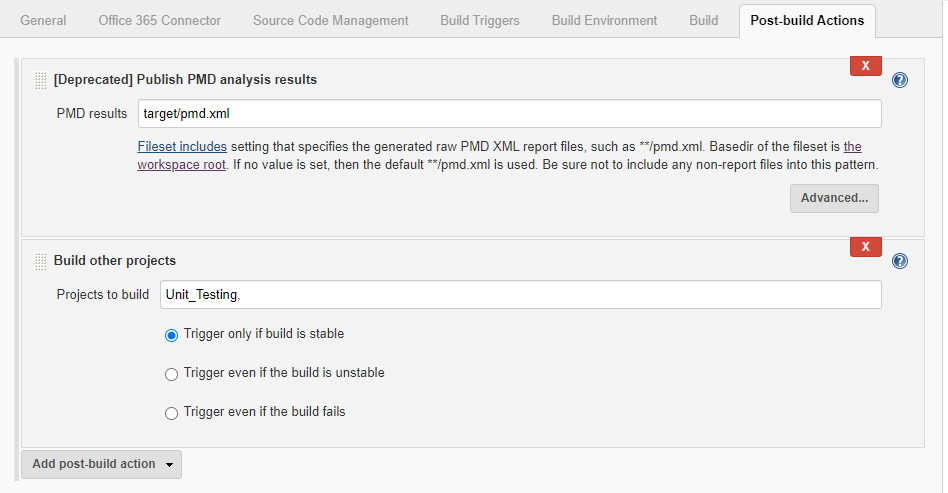 General Office 365 Connector Source Code Management Build Triggers Build Environment Build Post-build Actions
X
[Deprecated] Publish PMD analysis results ?
PMD results target/pmd.xml
Fileset includes setting that specifies the generated raw PMD XML report files, such as **/pmd.xml. Basedir of the fileset is the
workspace root. If no value is set, then the default **/pmd.xml is used. Be sure not to include any non-report files into this pattern.
Advanced...
X
Build other projects ?
Projects to build Unit_Testing,
Trigger only if build is stable
Trigger even if the build is unstable
Trigger even if the build fails
Add post-build action